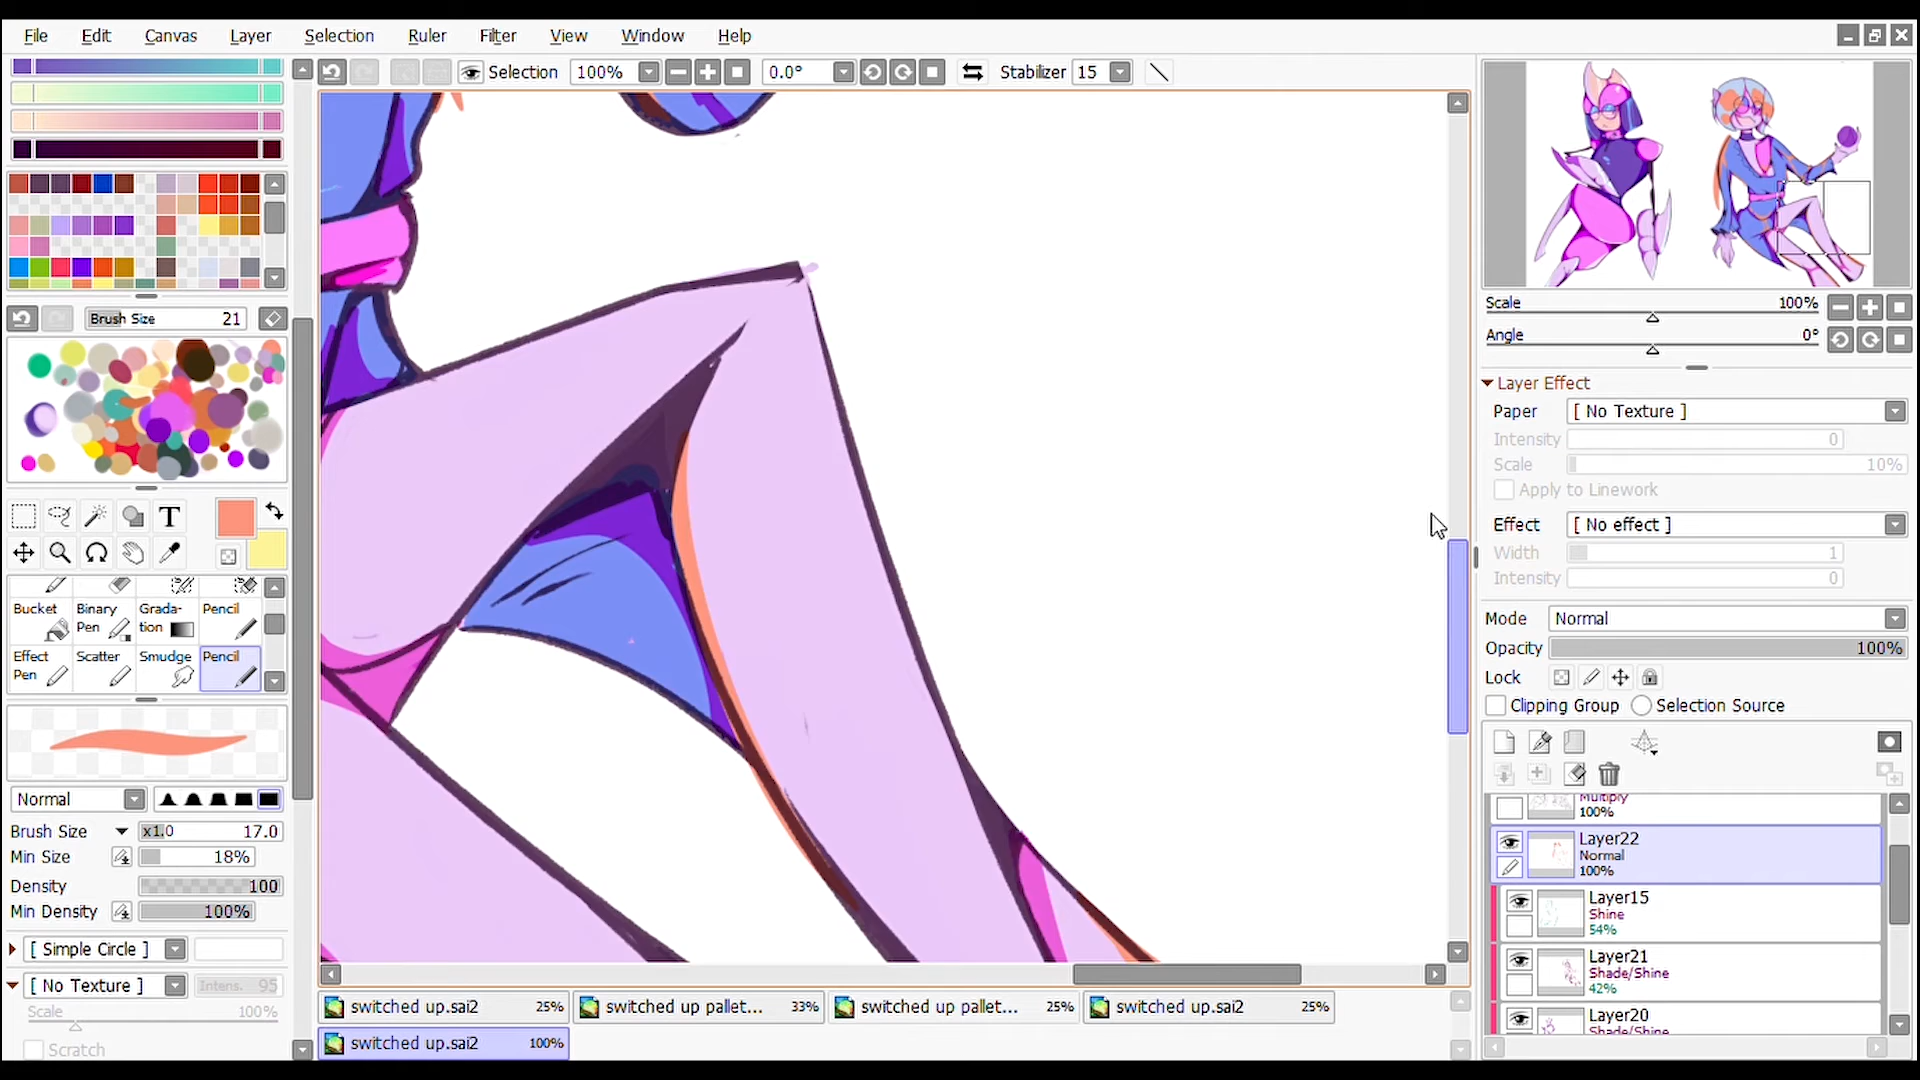 File Edit Canvas Layer Selection Ruler Filter View Window Help
Selection 100% 0.0° Stabilizer 15
Brush Size 21
T
Bucket Binary Pen Grada-tion Pencil
Effect Pen Scatter Smudge Pencil
Normal
Brush Size x1.0 17.0
Min Size 18%
Density 100
Min Density 100%
[ Simple Circle ]
[ No Texture ] Intens. 95
Scale 100%
Scratch
switched up.sai2 25% switched up pallet... 33% switched up pallet... 25% switched up.sai2 25%
switched up.sai2 100%
Scale 100%
Angle 0°
Layer Effect
Paper [ No Texture ]
Intensity 0
Scale 10%
Apply to Linework
Effect [ No effect ]
Width 1
Intensity 0
Mode Normal
Opacity 100%
Lock
Clipping Group Selection Source
Multiply
100%
Layer22
Normal
100%
Layer15
Shine
54%
Layer21
Shade/Shine
42%
Layer20
Shade/Shine